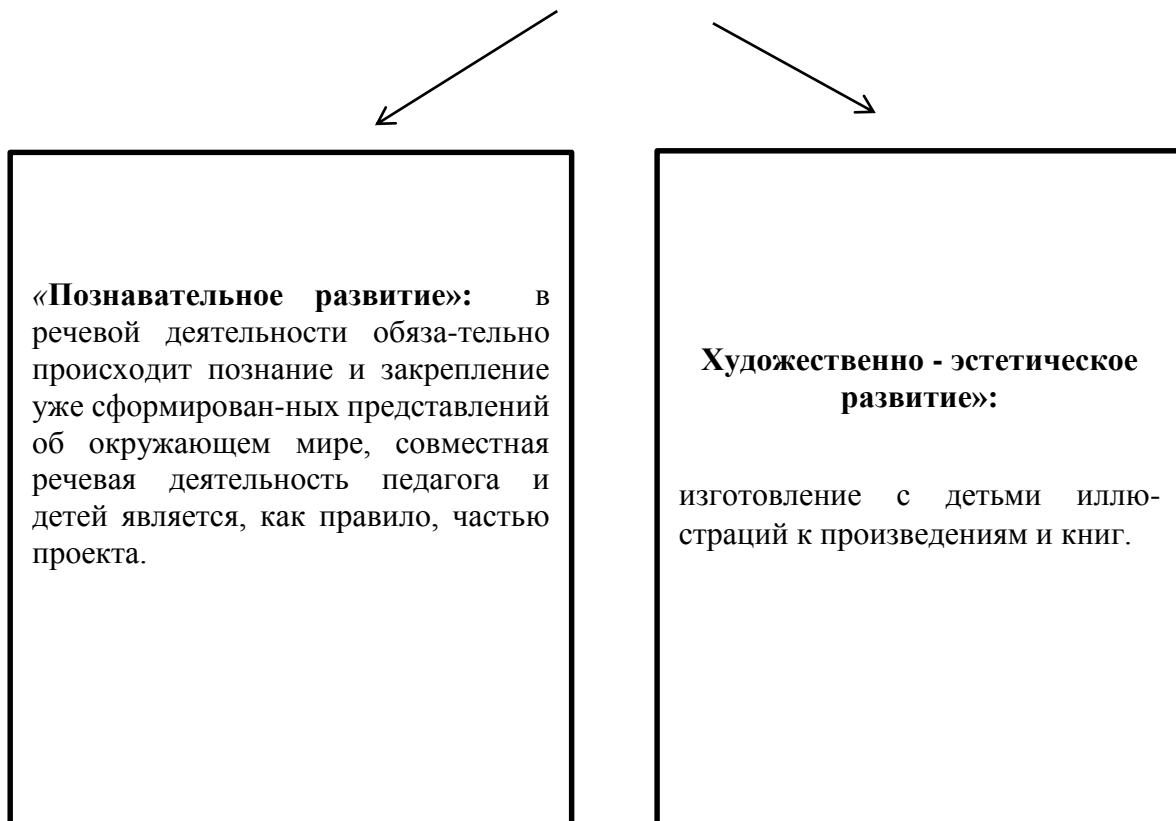 «Познавательное развитие»: в
речевой деятельности обяза-тельно
происходит познание и закрепление
уже сформирован-ных представлений
об окружающем мире, совместная
речевая деятельность педагога и
детей является, как правило, частью
проекта.
Художественно - эстетическое
развитие»:
изготовление с детьми иллю-
страций к произведениям и книг.